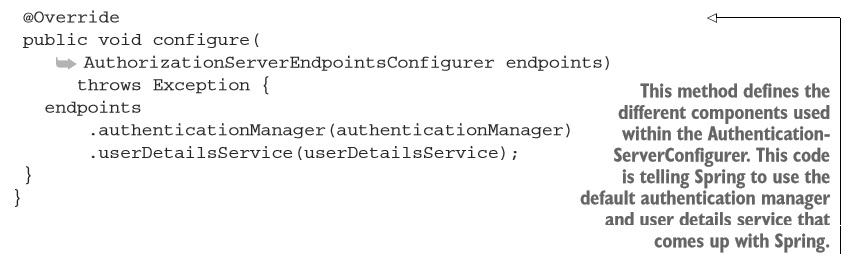 @Override
public void configure(
AuthorizationServerEndpointsConfigurer endpoints)
throws Exception {
endpoints
.authenticationManager(authenticationManager)
.userDetailsService(userDetailsService);
}
}
This method defines the
different components used
within the Authentication-
ServerConfigurer. This code
is telling Spring to use the
default authentication manager
and user details service that
comes up with Spring.